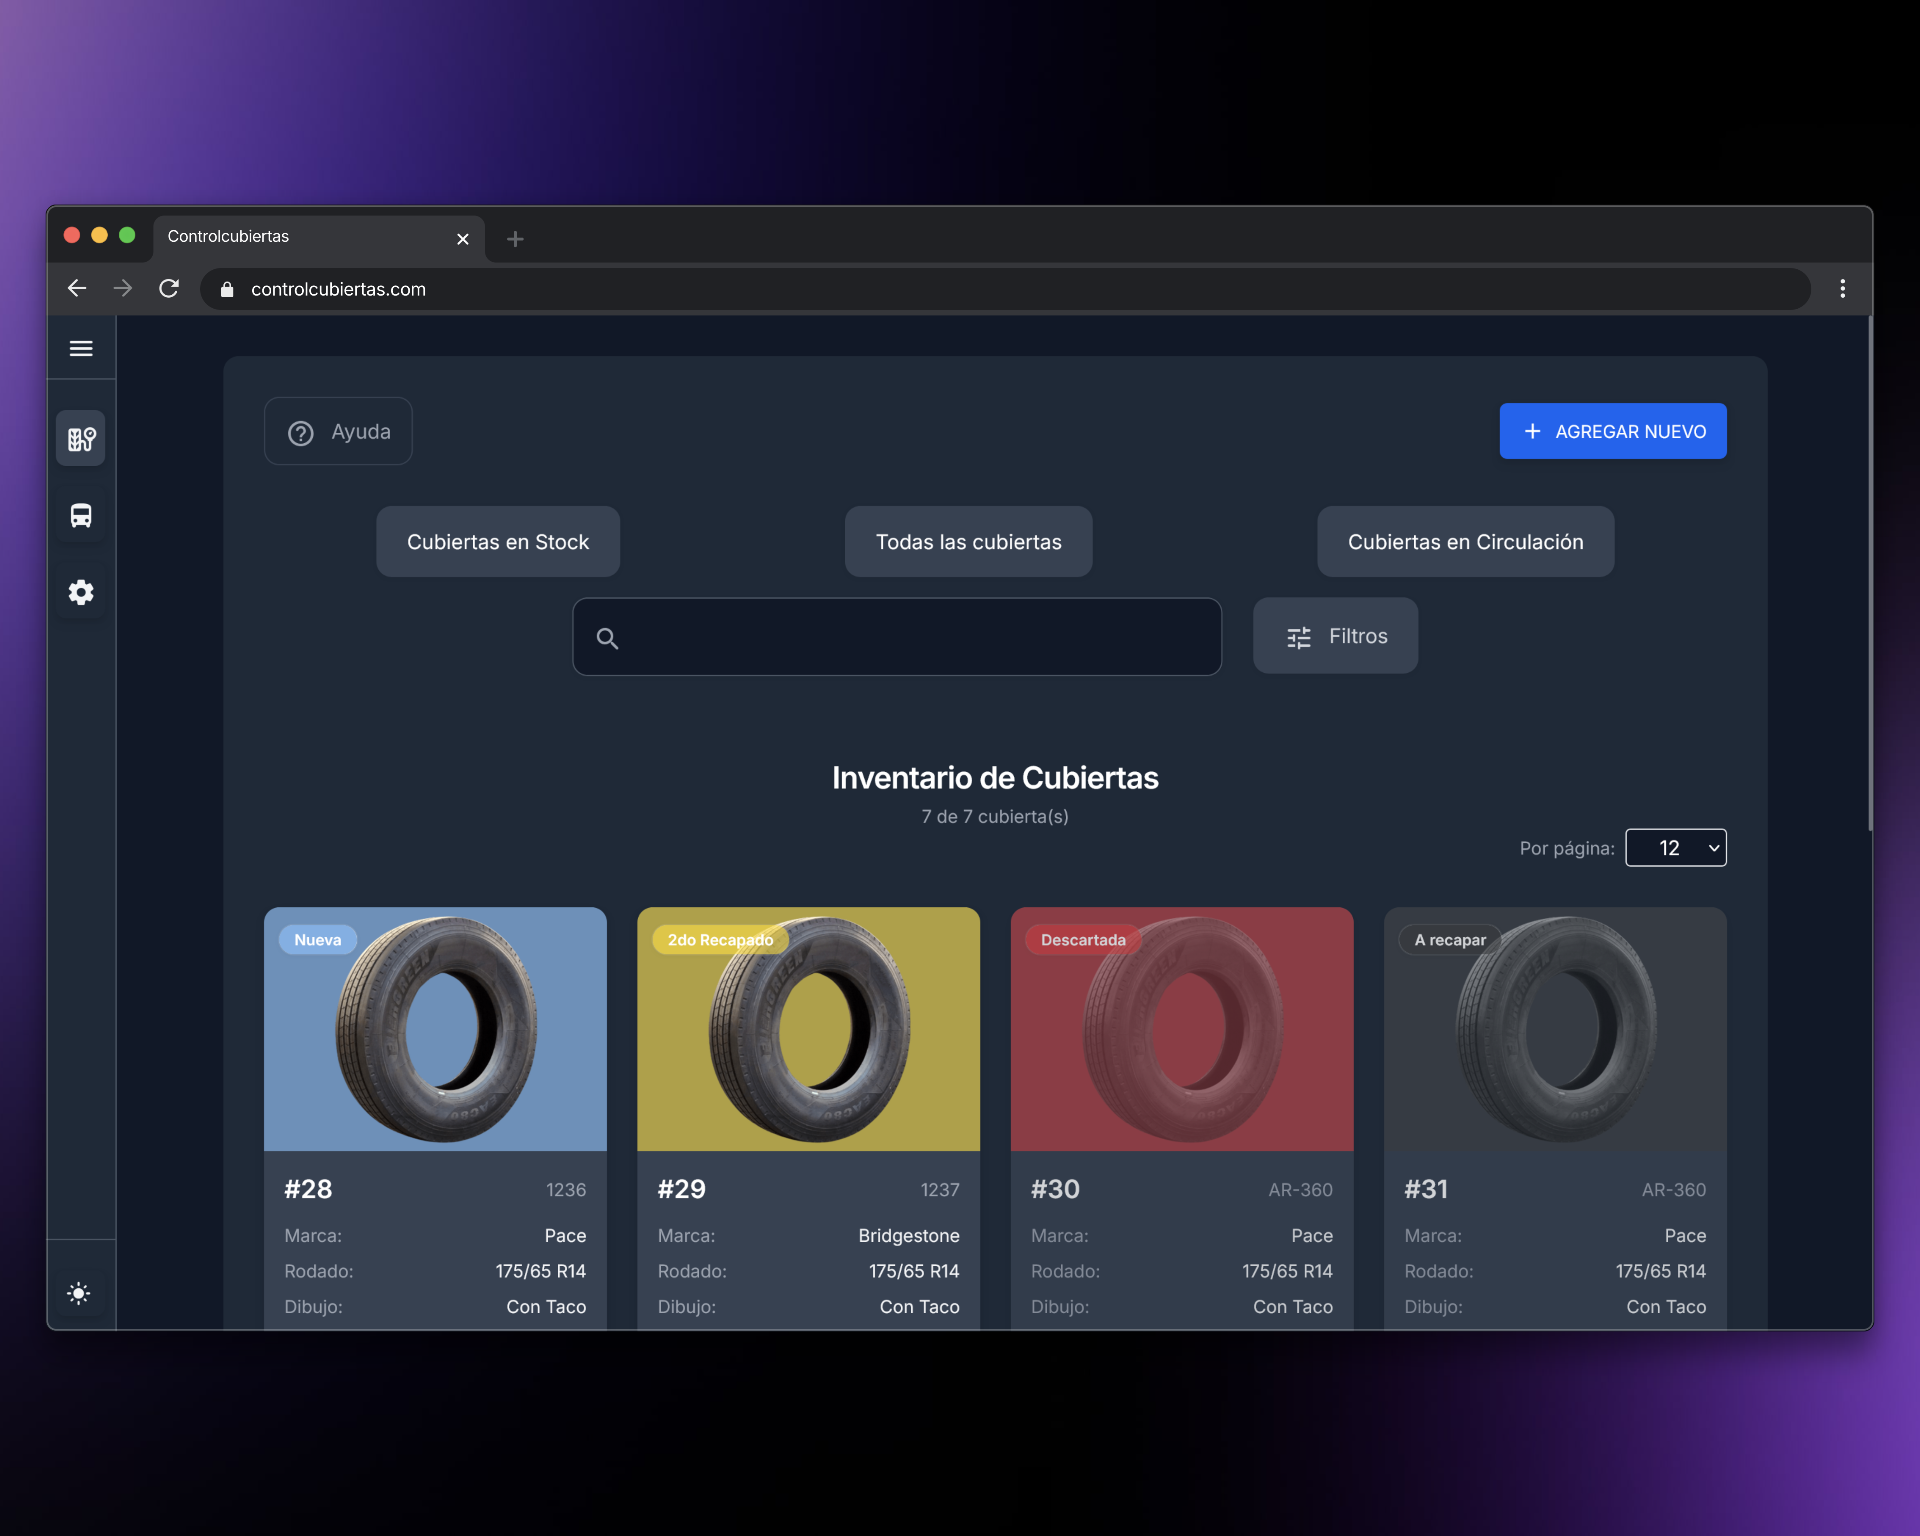 Controlcubiertas
controlcubiertas.com
Ayuda
AGREGAR NUEVO
Cubiertas en Stock
Todas las cubiertas
Cubiertas en Circulación
Filtros
Inventario de Cubiertas
7 de 7 cubierta(s)
Por página: 12
Nueva
#28 1236
Marca: Pace
Rodado: 175/65 R14
Dibujo: Con Taco
2do Recapado
#29 1237
Marca: Bridgestone
Rodado: 175/65 R14
Dibujo: Con Taco
Descartada
#30 AR-360
Marca: Pace
Rodado: 175/65 R14
Dibujo: Con Taco
A recapar
#31 AR-360
Marca: Pace
Rodado: 175/65 R14
Dibujo: Con Taco